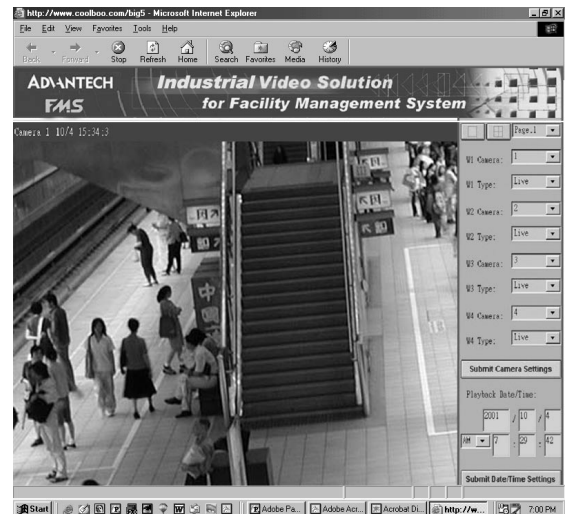 http://www.coolboo.com/big5 - Microsoft Internet Explorer
File Edit View Favorites Tools Help
Back Forward Stop Refresh Home Search Favorites Media History
ADVANTECH
FMS
Industrial Video Solution
for Facility Management System
Camera 1 10/4 15:34:3
Page.1
W1 Camera: 1
W1 Type: Live
W2 Camera: 2
W2 Type: Live
W3 Camera: 3
W3 Type: Live
W4 Camera: 4
W4 Type: Live
Submit Camera Settings
Playback Date/Time:
2001 / 10 / 4
AM 7 : 29 : 42
Submit Date/Time Settings
中
Start Adobe Pa... Adobe Acr... Acrobat Di... http://w... 7:00 PM